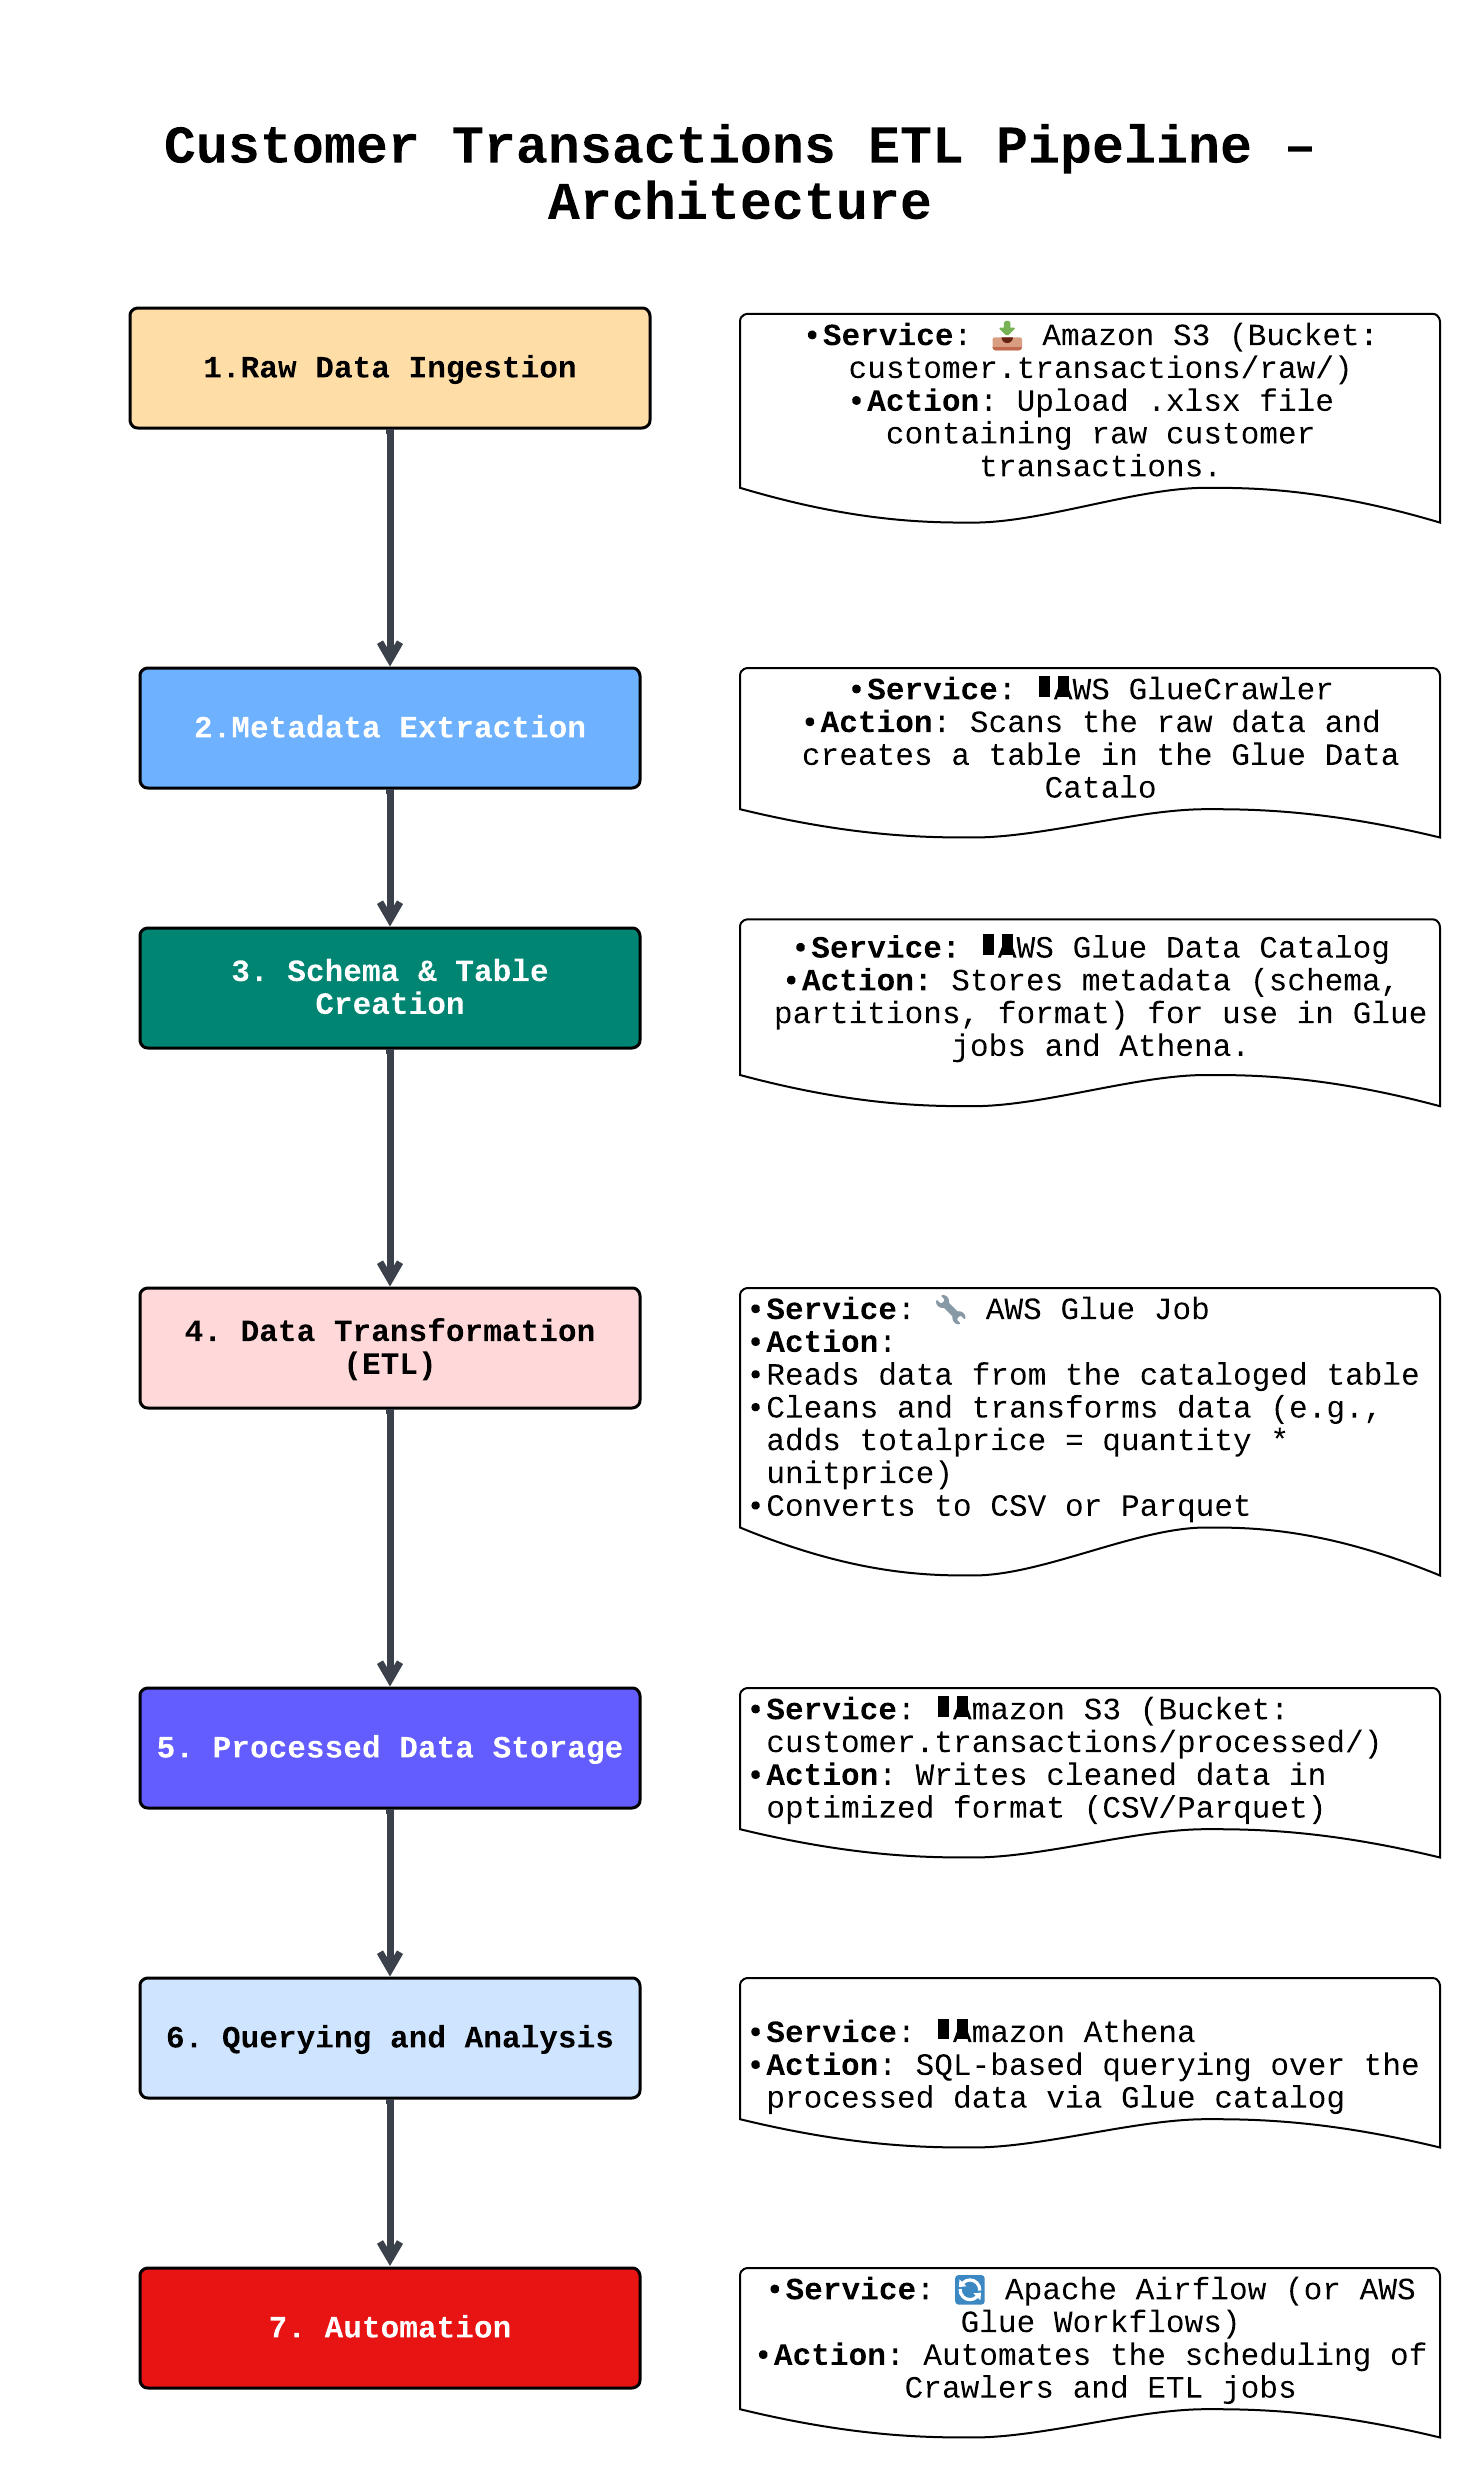 Customer Transactions ETL Pipeline –
Architecture
1.Raw Data Ingestion
•Service: 📥 Amazon S3 (Bucket:
customer.transactions/raw/)
•Action: Upload .xlsx file
containing raw customer
transactions.
2.Metadata Extraction
•Service: AWS GlueCrawler
•Action: Scans the raw data and
creates a table in the Glue Data
Catalo
3. Schema & Table
Creation
•Service: AWS Glue Data Catalog
•Action: Stores metadata (schema,
partitions, format) for use in Glue
jobs and Athena.
4. Data Transformation
(ETL)
•Service: 🔧 AWS Glue Job
•Action:
•Reads data from the cataloged table
•Cleans and transforms data (e.g.,
adds totalprice = quantity *
unitprice)
•Converts to CSV or Parquet
5. Processed Data Storage
•Service: Amazon S3 (Bucket:
customer.transactions/processed/)
•Action: Writes cleaned data in
optimized format (CSV/Parquet)
6. Querying and Analysis
•Service: Amazon Athena
•Action: SQL-based querying over the
processed data via Glue catalog
7. Automation
•Service: 🔄 Apache Airflow (or AWS
Glue Workflows)
•Action: Automates the scheduling of
Crawlers and ETL jobs